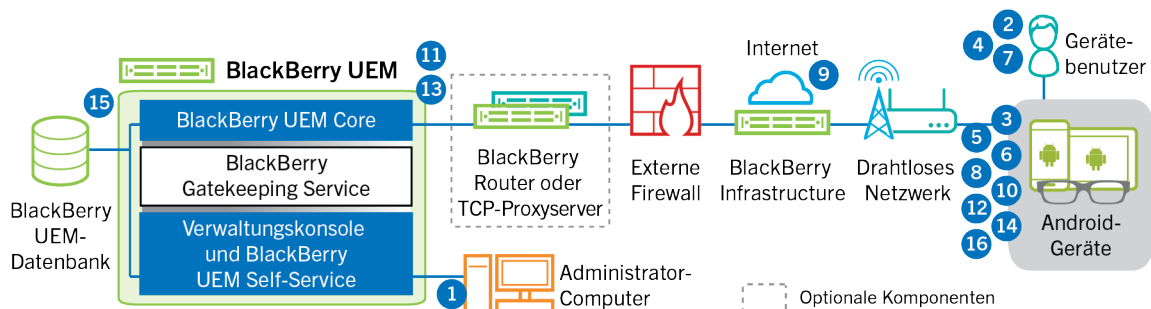 BlackBerry UEM
11
13
15
BlackBerry UEM Core
BlackBerry
Gatekeeping Service
Verwaltungskonsole
und BlackBerry
UEM Self-Service
BlackBerry
UEM-
Datenbank
1
Administrator-
Computer
BlackBerry
Router oder
TCP-Proxyserver
Externe
Firewall
Internet
9
BlackBerry
Infrastructure
Drahtloses
Netzwerk
2
4
7
Geräte-
benutzer
3
5
6
8
10
12
14
16
Android-
Geräte
Optionale Komponenten